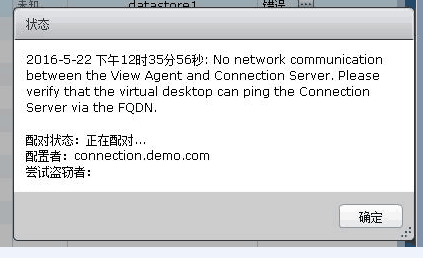 未知
datastore1
错误
状态
2016-5-22 下午12时35分56秒: No network communication
between the View Agent and Connection Server. Please
verify that the virtual desktop can ping the Connection
Server via the FQDN.
配对状态：正在配对...
配置者：connection.demo.com
尝试盗窃者：
确定